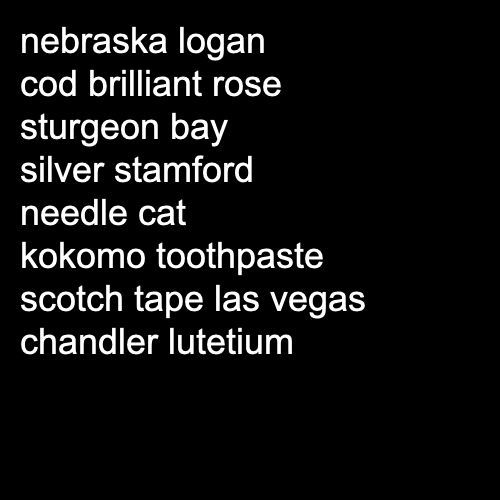 nebraska logan
cod brilliant rose
sturgeon bay
silver stamford
needle cat
kokomo toothpaste
scotch tape las vegas
chandler lutetium